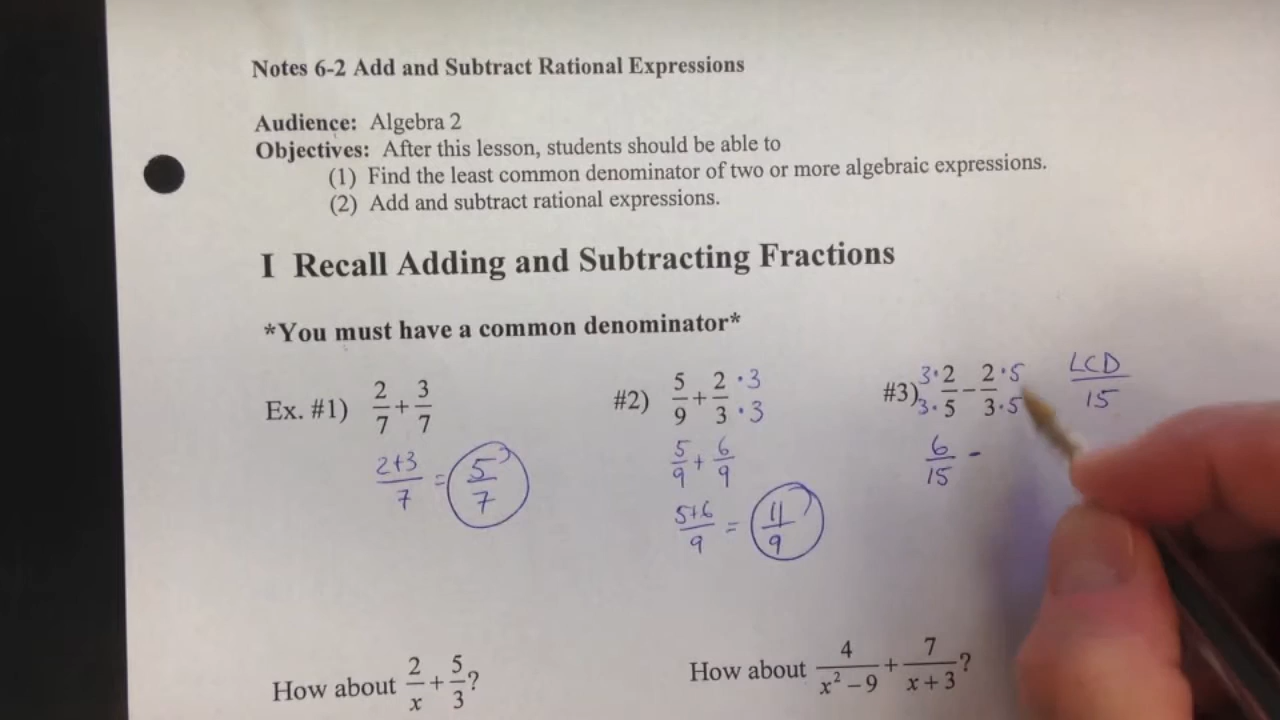 Notes 6-2 Add and Subtract Rational Expressions
Audience: Algebra 2
Objectives: After this lesson, students should be able to
(1) Find the least common denominator of two or more algebraic expressions.
(2) Add and subtract rational expressions.
I Recall Adding and Subtracting Fractions
*You must have a common denominator*
Ex. #1) 2/7 + 3/7
(2+3)/7 = 5/7
#2) 5/9 + 2/3 ·3/·3
5/9 + 6/9
(5+6)/9 = 11/9
#3) 3·2/3·5 − 2·5/3·5
LCD
15
6/15 -
How about 2/x + 5/3?
How about 4/(x² − 9) + 7/(x + 3)?